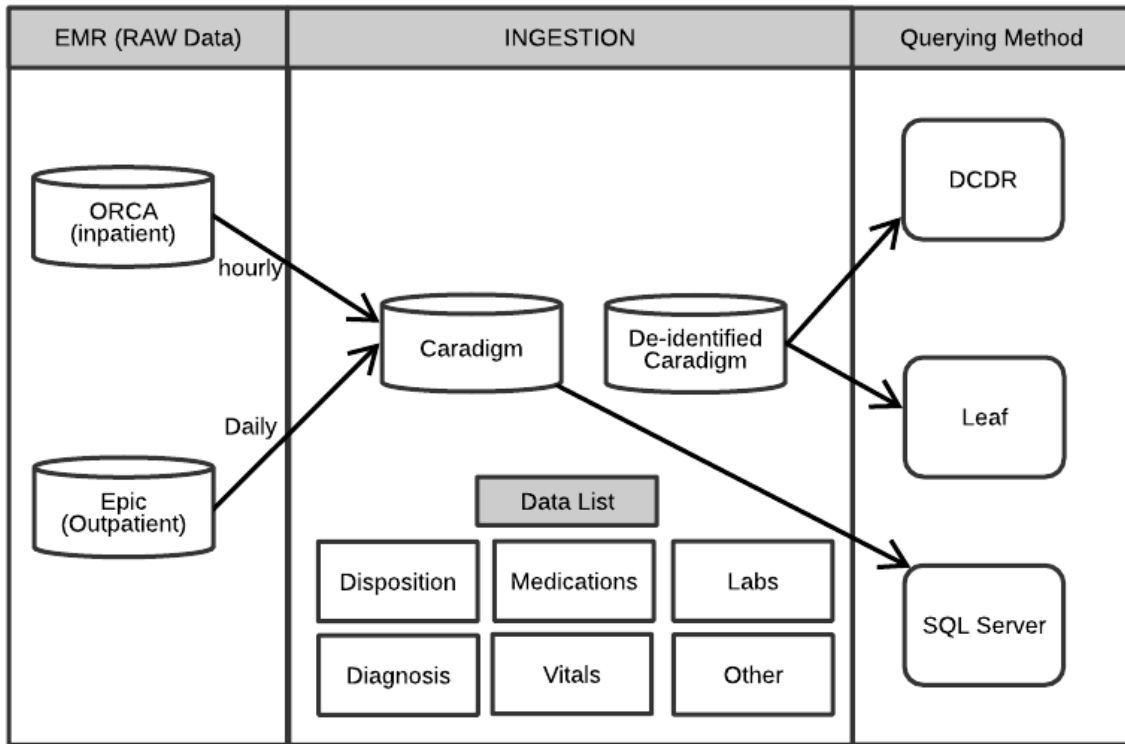 EMR (RAW Data)
INGESTION
Querying Method
ORCA
(inpatient)
hourly
Daily
Epic
(Outpatient)
Caradigm
De-identified
Caradigm
Data List
Disposition
Medications
Labs
Diagnosis
Vitals
Other
DCDR
Leaf
SQL Server